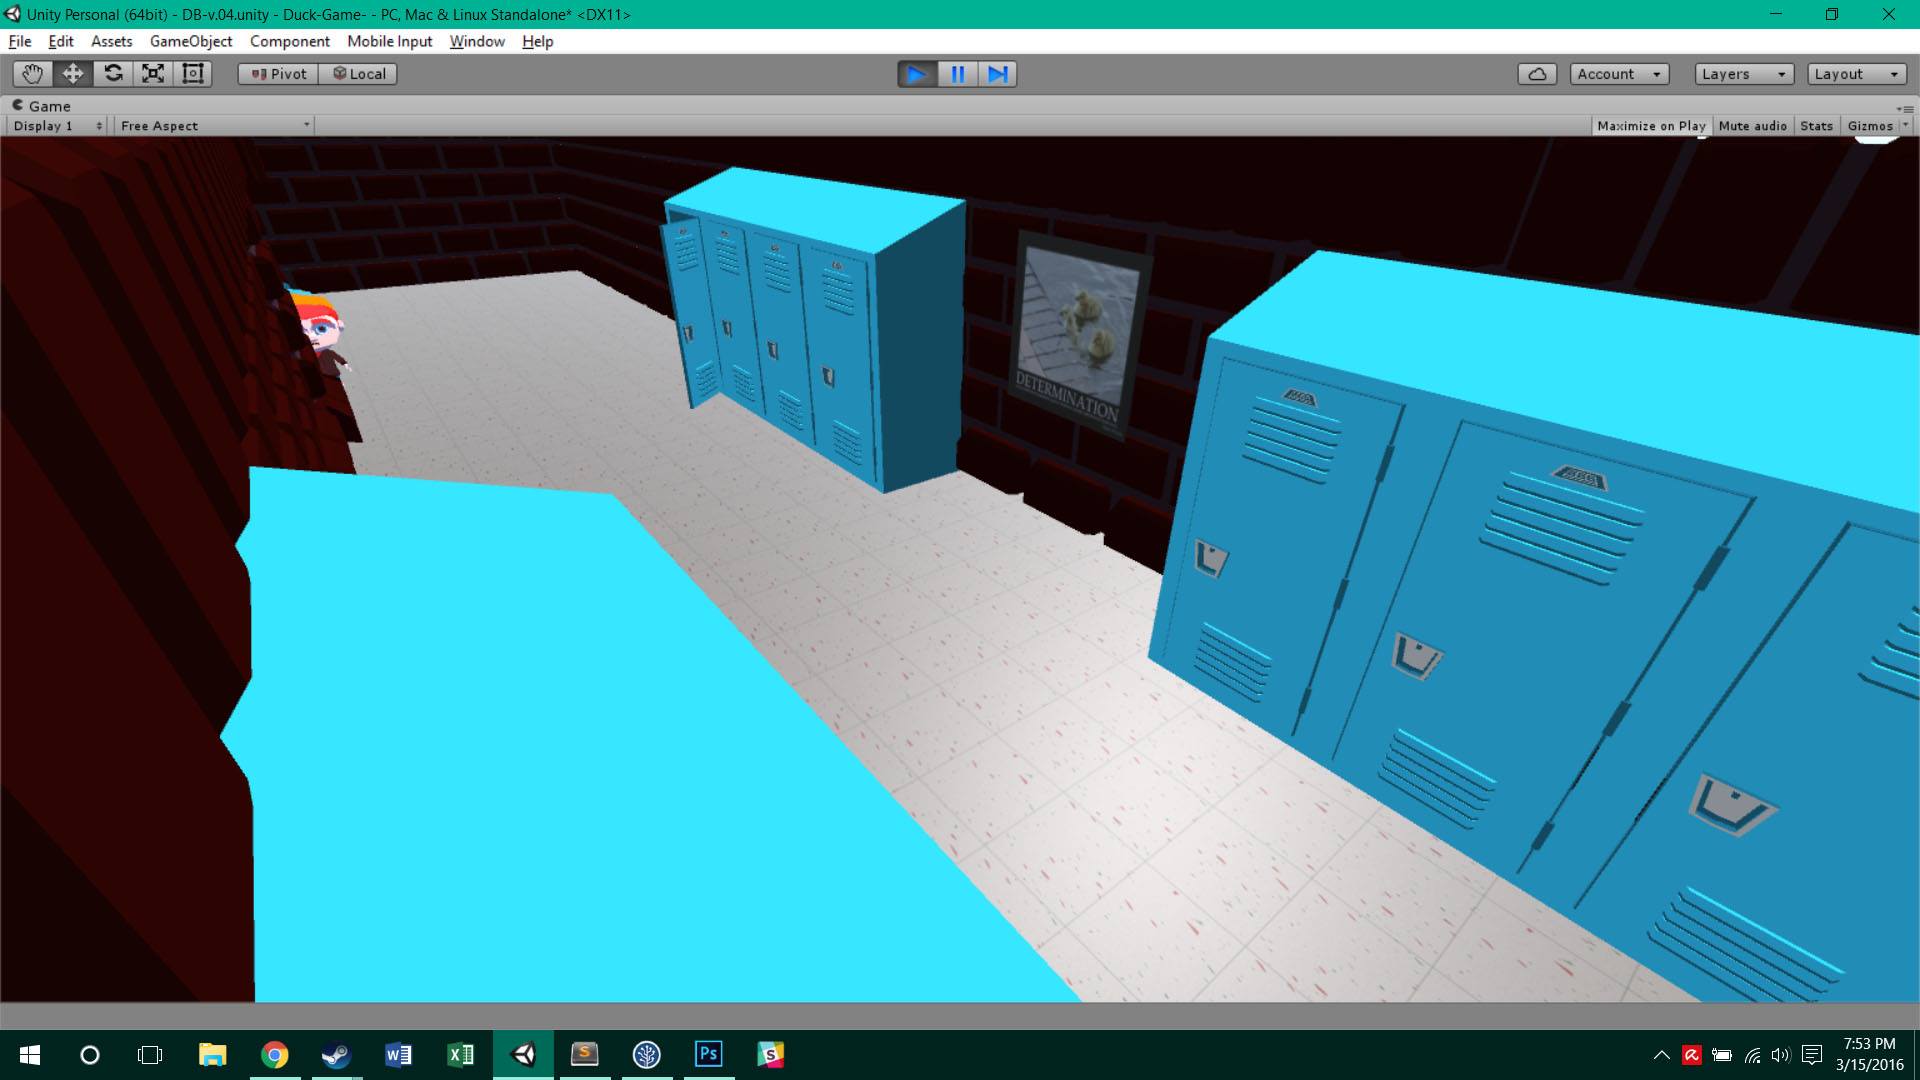 Unity Personal (64bit) - DB-v.04.unity - Duck-Game- - PC, Mac & Linux Standalone* <DX11>
File Edit Assets GameObject Component Mobile Input Window Help
Pivot Local Account Layers Layout
Game
Display 1 Free Aspect Maximize on Play Mute audio Stats Gizmos
DETERMINATION
7:53 PM
3/15/2016